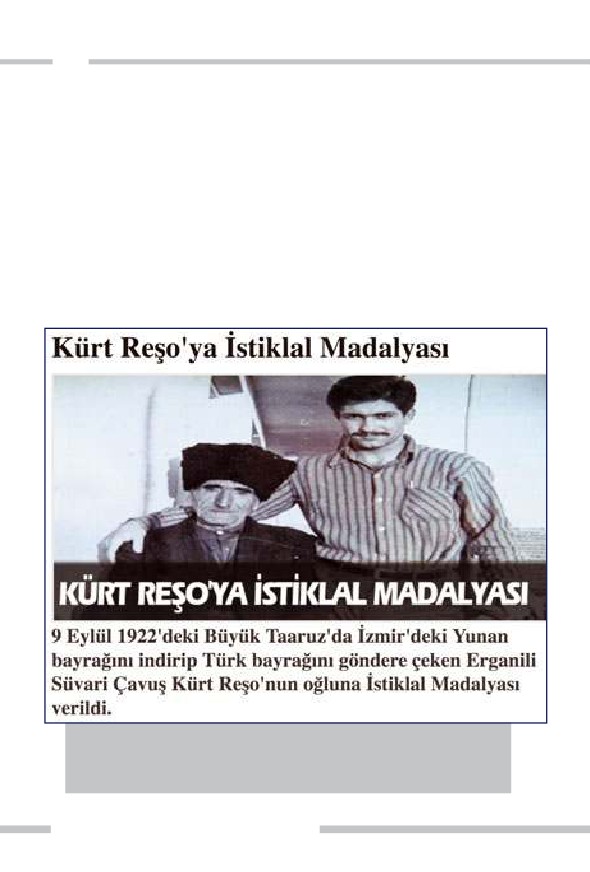 Kürt Reşo'ya İstiklal Madalyası
KÜRT REŞO'YA İSTİKLAL MADALYASI
9 Eylül 1922'deki Büyük Taaruz'da İzmir'deki Yunan
bayrağını indirip Türk bayrağını göndere çeken Erganili
Süvari Çavuş Kürt Reşo'nun oğluna İstiklal Madalyası
verildi.